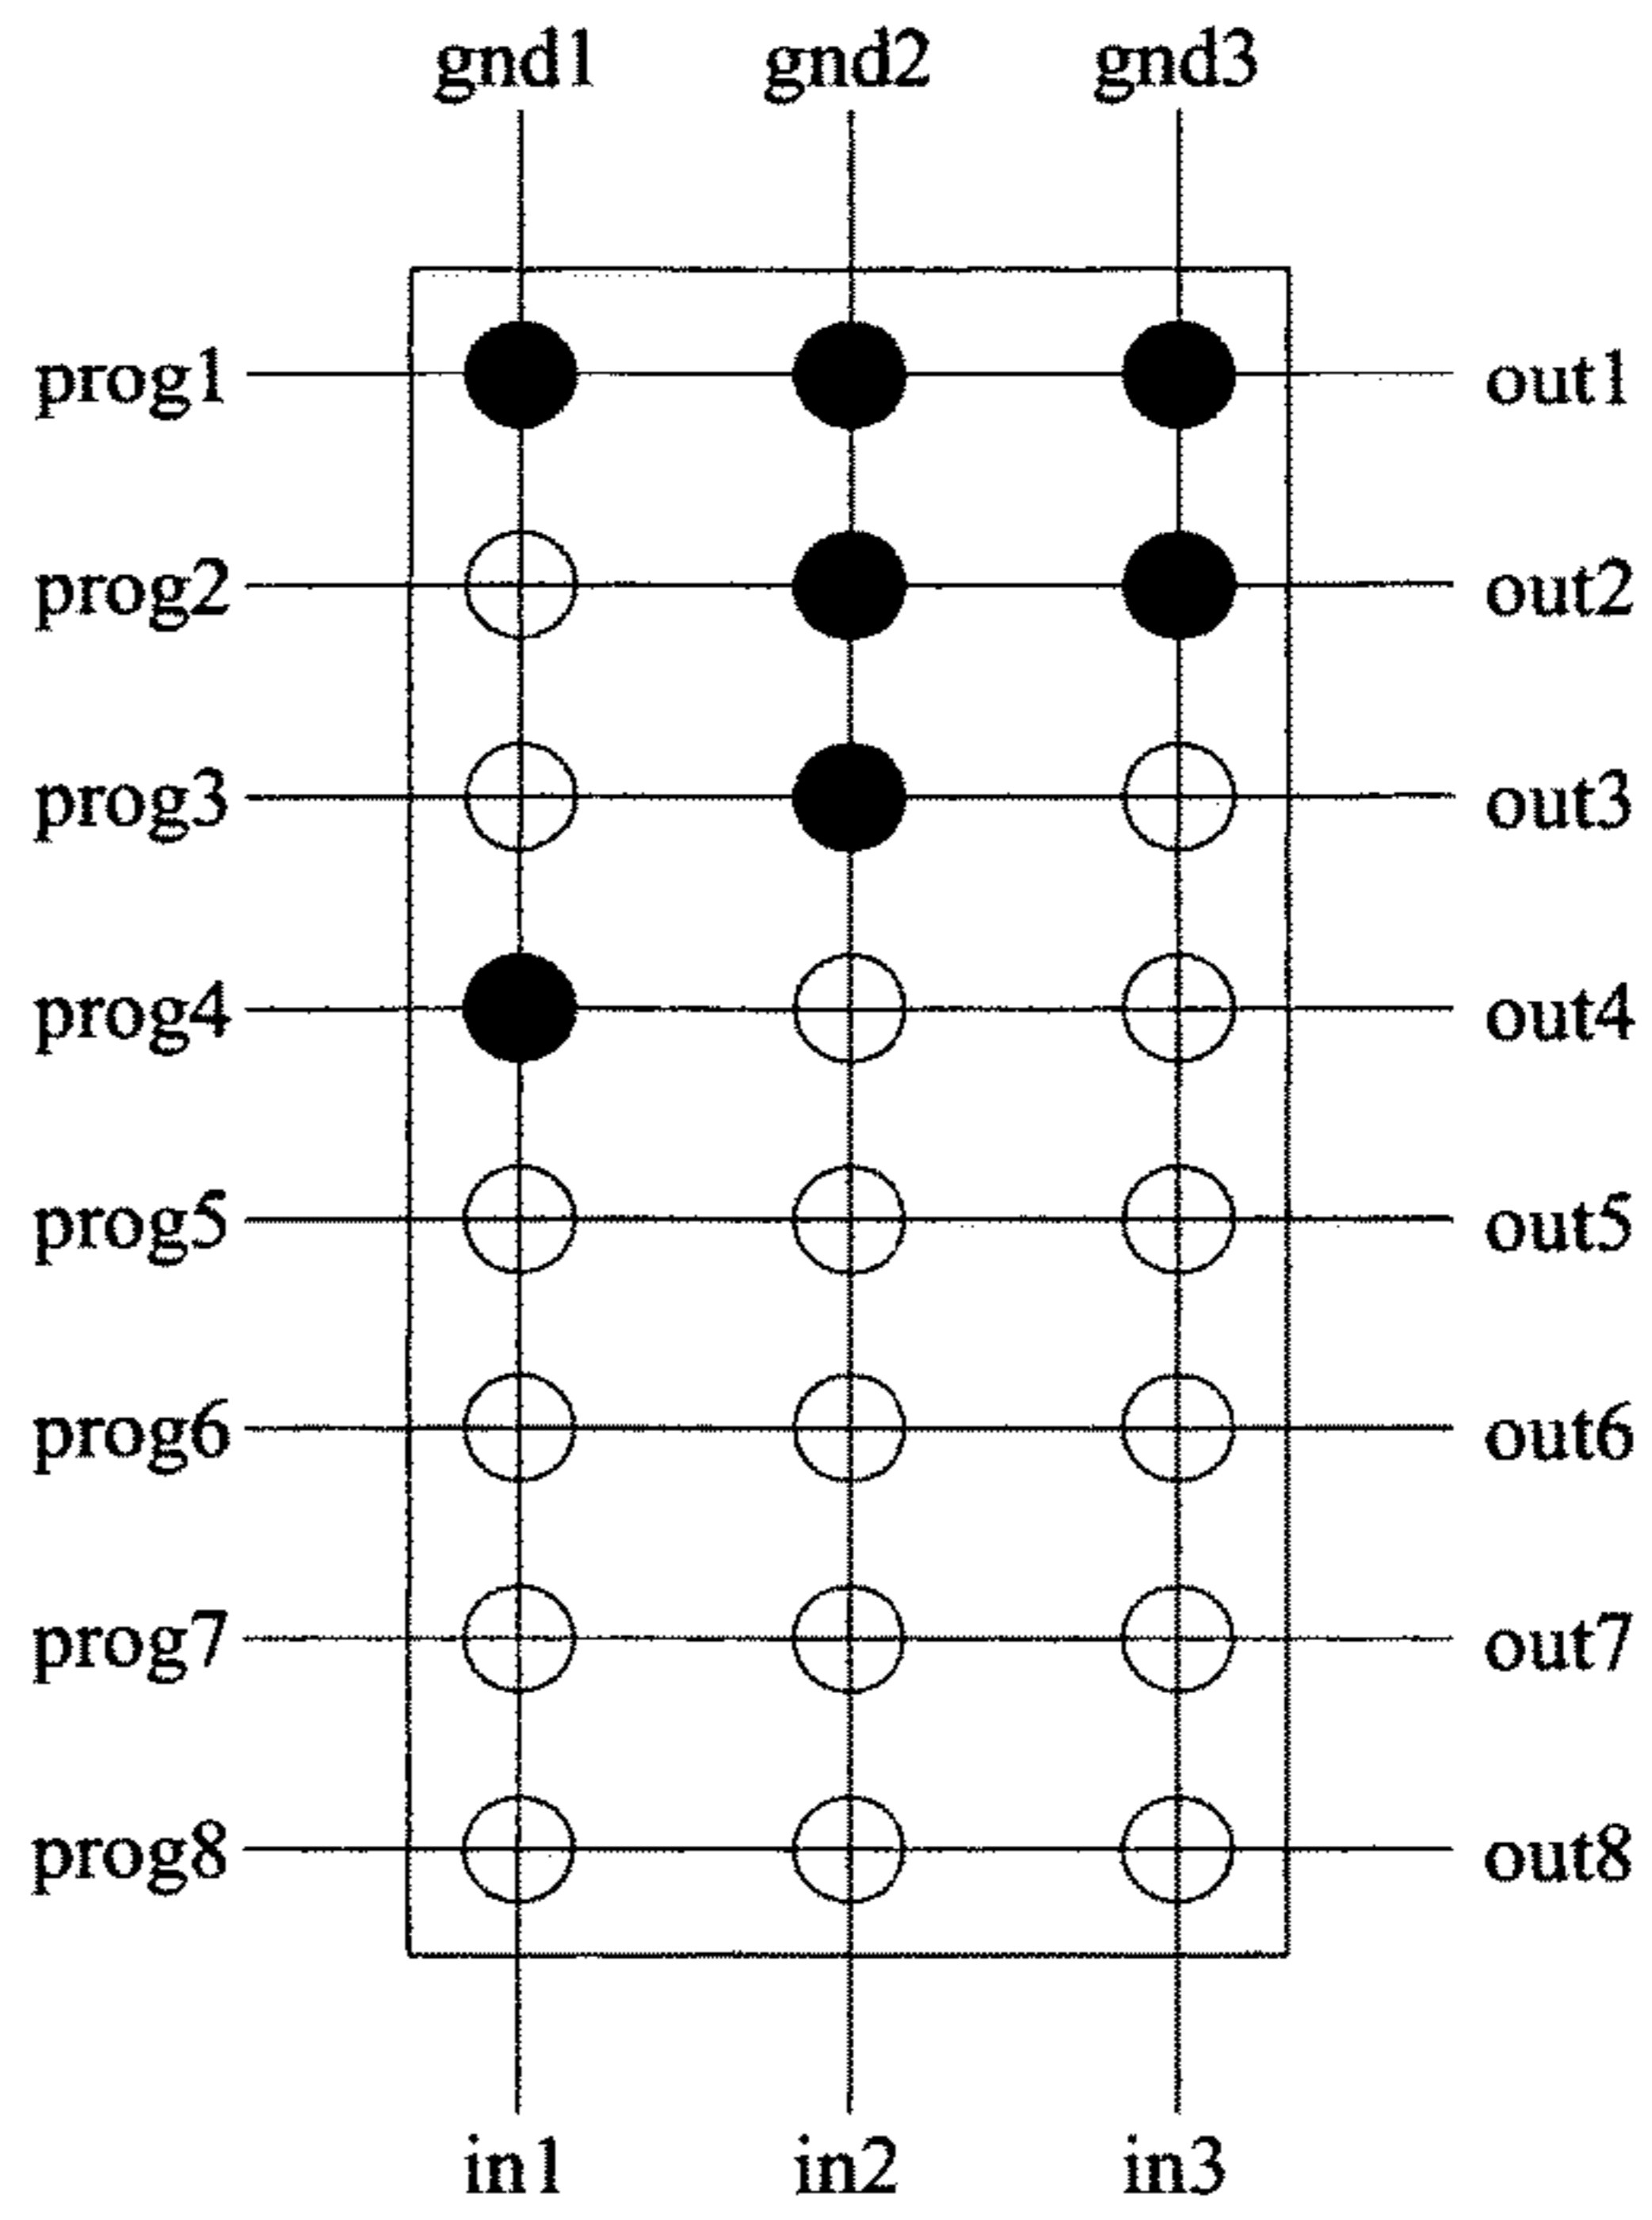 gnd1 gnd2 gnd3
prog1 out1
prog2 out2
prog3 out3
prog4 out4
prog5 out5
prog6 out6
prog7 out7
prog8 out8
in1 in2 in3